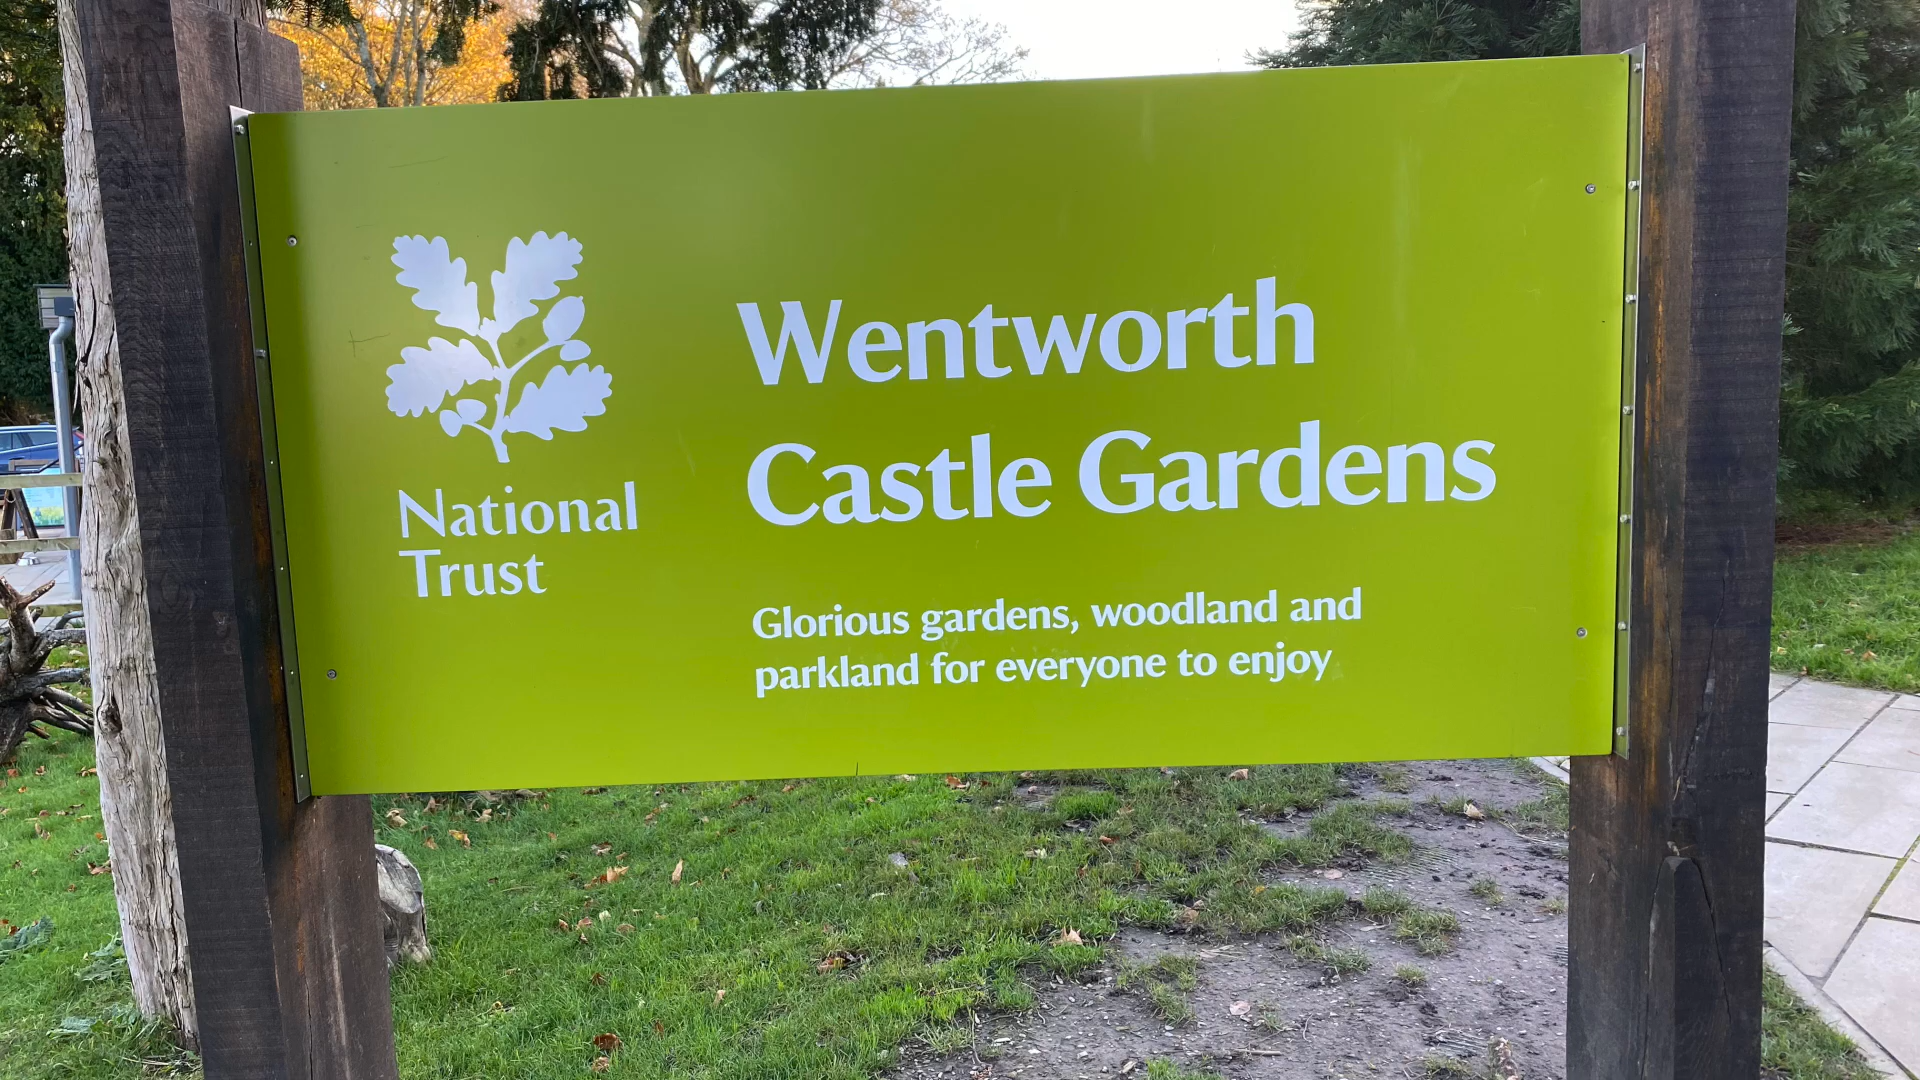 National
Trust
Wentworth
Castle Gardens
Glorious gardens, woodland and
parkland for everyone to enjoy